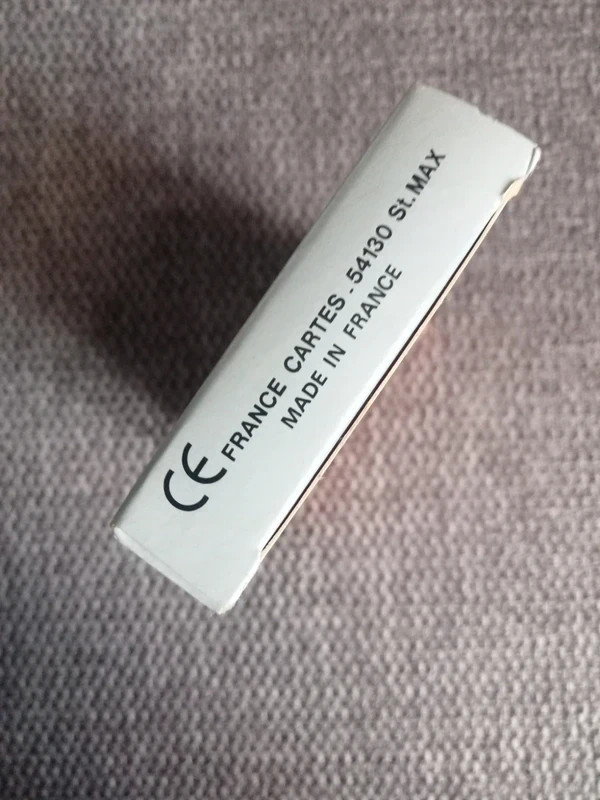 CE FRANCE CARTES - 54130 St. MAX
MADE IN FRANCE